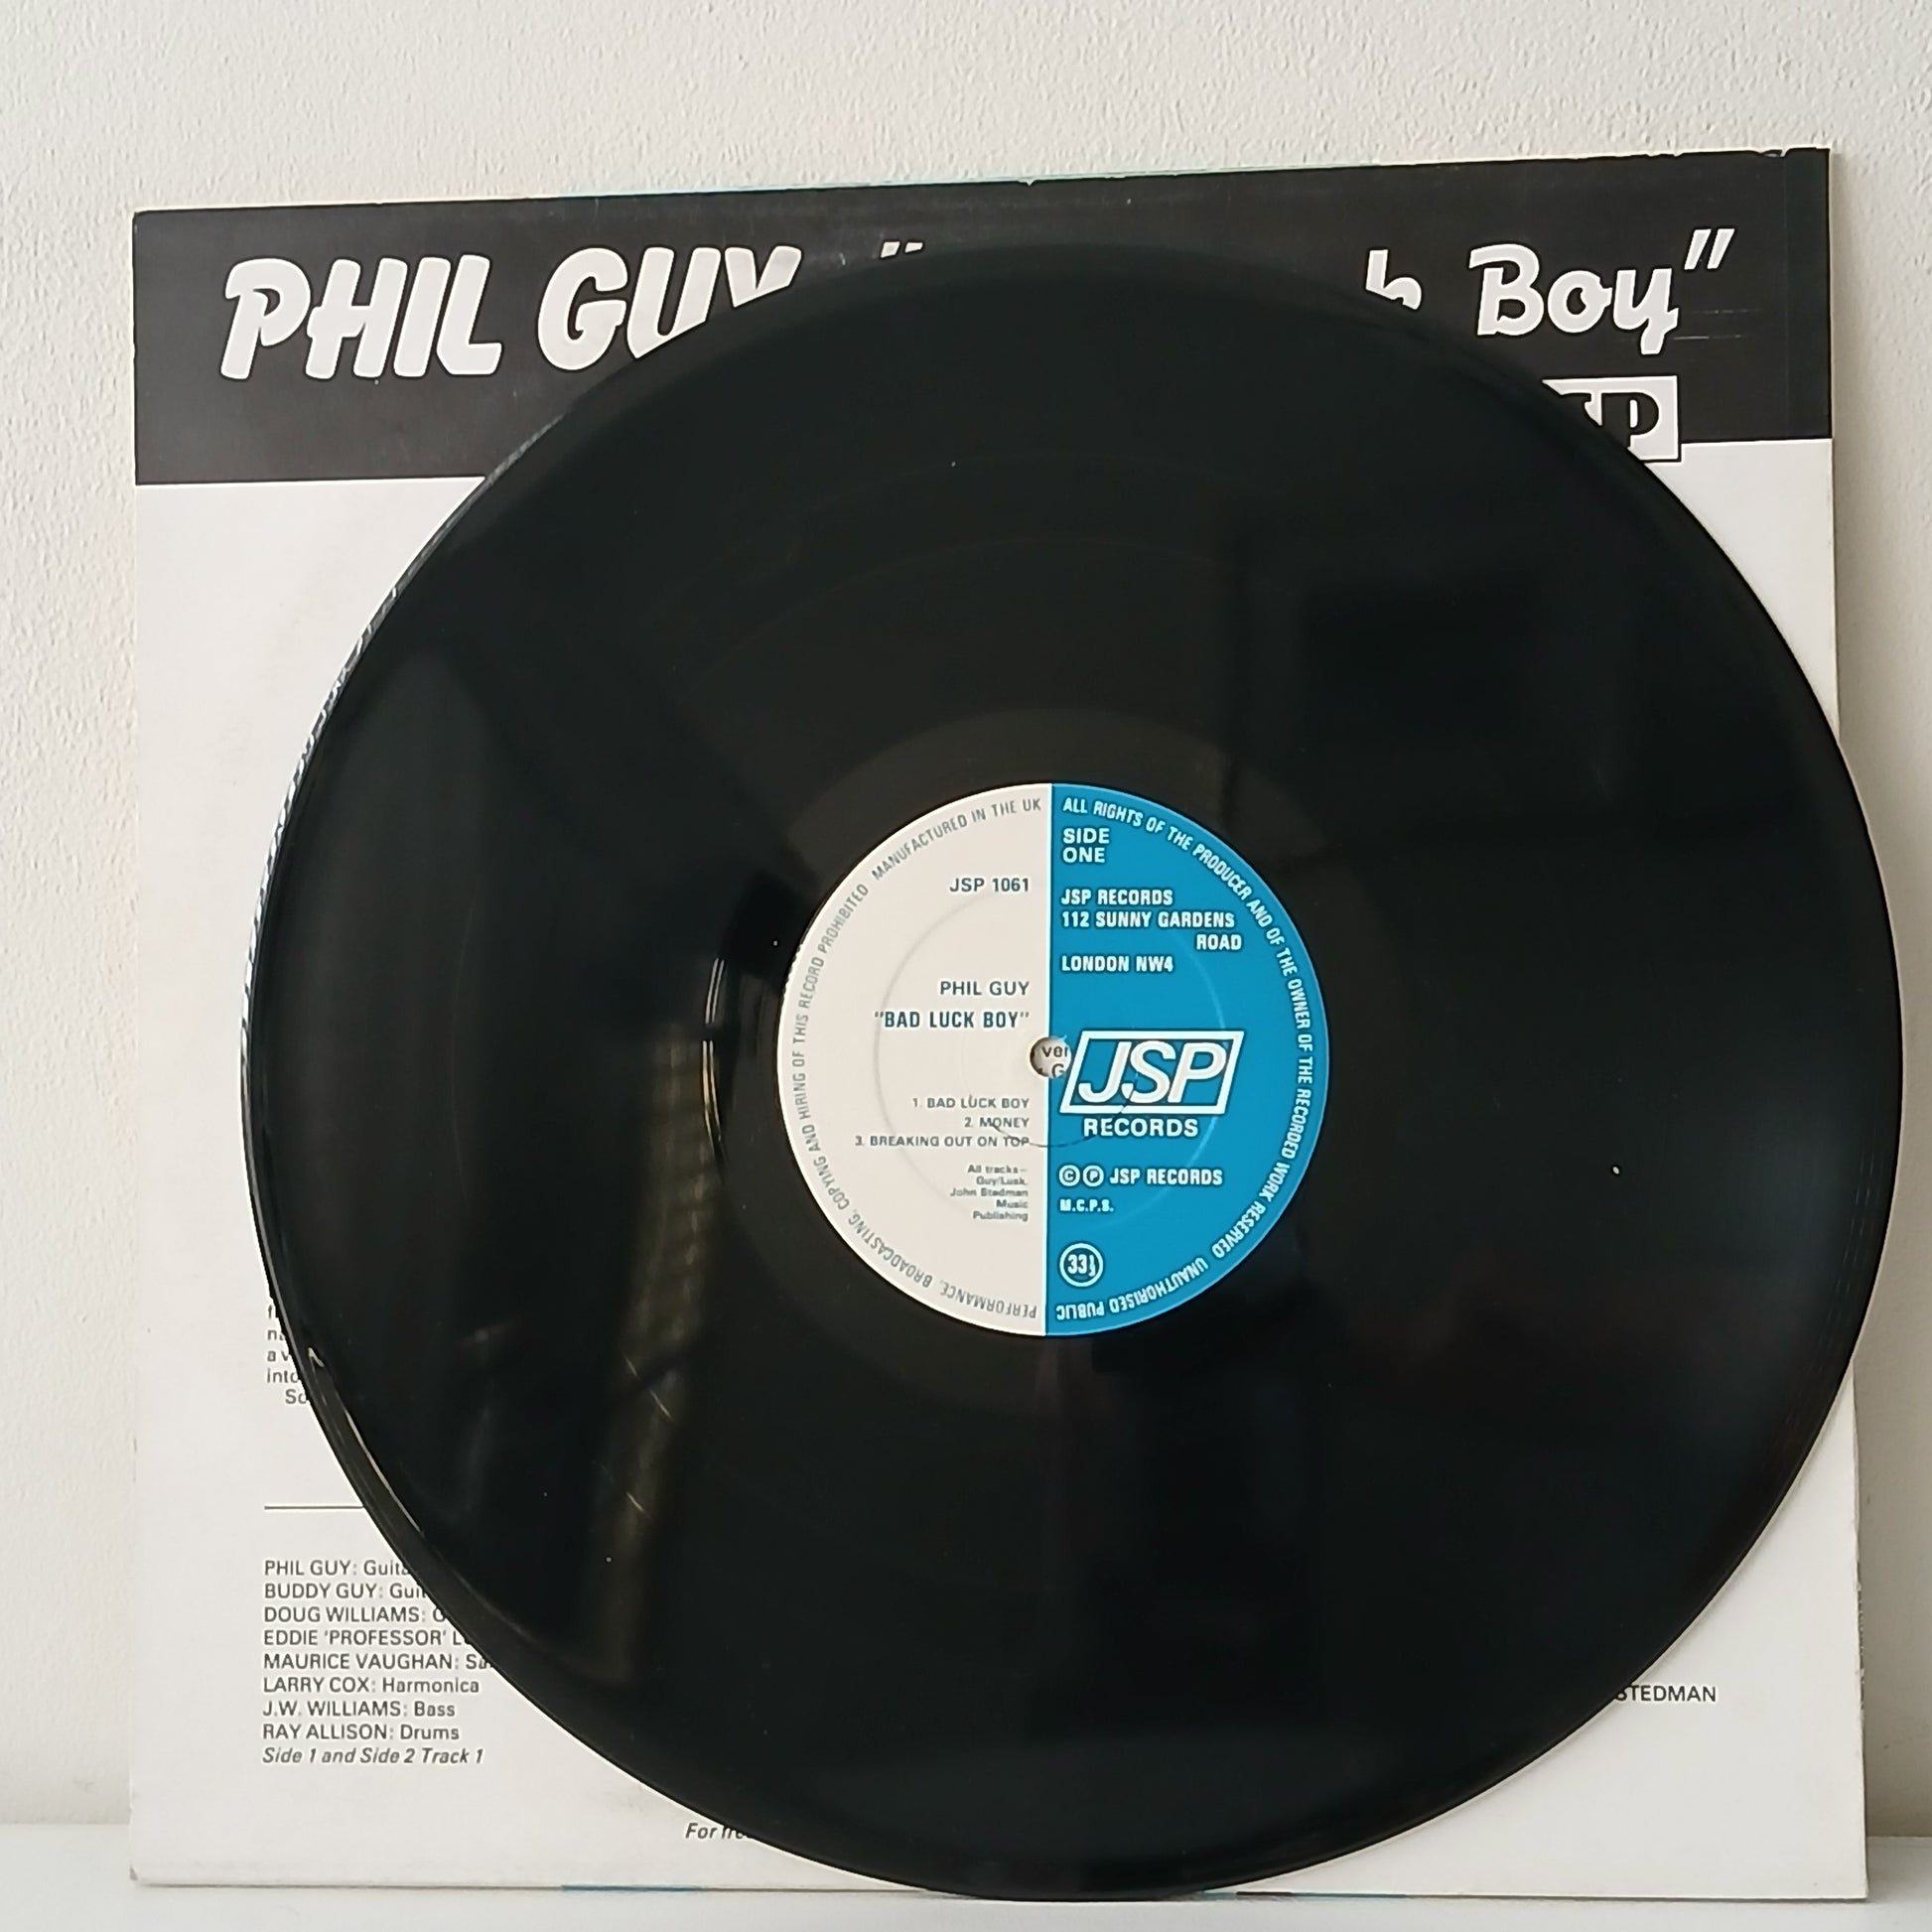 PHIL GUY "
Boy"
JSP 1061
PHIL GUY
"BAD LUCK BOY"
1. BAD LUCK BOY
2. MONEY
3. BREAKING OUT ON TOP
All tracks–
Guy/Lusk,
John Stedman
Music
Publishing
SIDE
ONE
JSP RECORDS
112 SUNNY GARDENS
ROAD
LONDON NW4
JSP
RECORDS
© ℗ JSP RECORDS
M.C.P.S.
33⅓
MANUFACTURED IN THE UK
ALL RIGHTS OF THE PRODUCER AND OF THE OWNER OF THE RECORDED WORK RESERVED UNAUTHORISED PUBLIC
PERFORMANCE, BROADCASTING, COPYING AND HIRING OF THIS RECORD PROHIBITED
PHIL GUY:
BUDDY GUY:
DOUG WILLIAMS:
EDDIE 'PROFESSOR'
MAURICE VAUGHAN:
LARRY COX: Harmonica
J.W. WILLIAMS: Bass
RAY ALLISON: Drums
Side 1 and Side 2 Track 1
STEDMAN
For